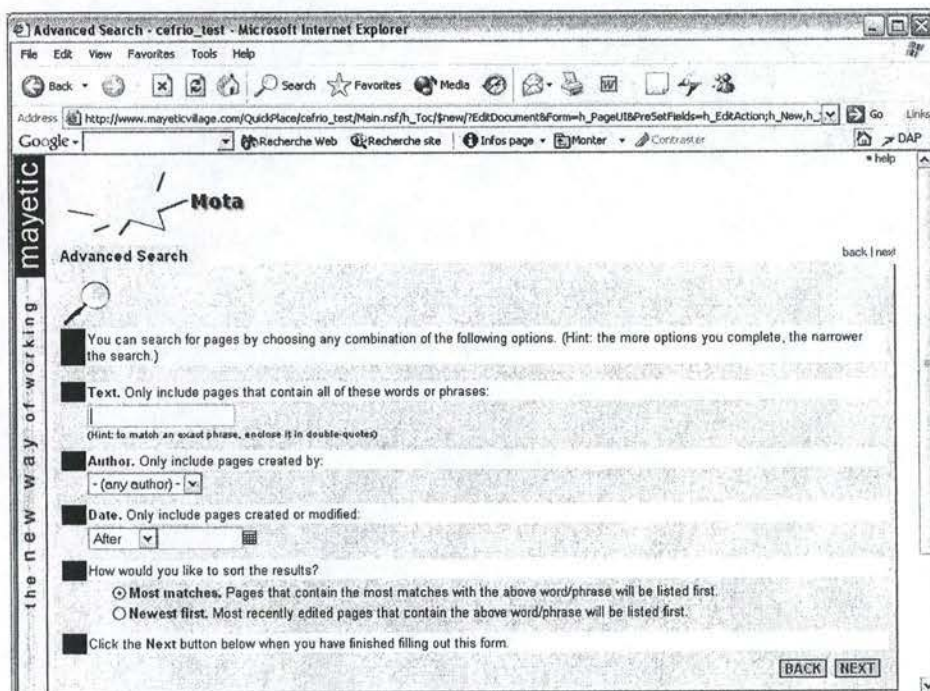 Advanced Search - cefrio_test - Microsoft Internet Explorer
File Edit View Favorites Tools Help
Back Search Favorites Media
Address http://www.mayeticvillage.com/QuickPlace/cefrio_test/Main.nsf/h_Toc/$new/?EditDocument&Form=h_PageUI&PreSetFields=h_EditAction;h_New,h_ Go Links
Google Recherche Web Recherche site Infos page Monter Contraster DAP
help
mayetic
the-new way of working
Mota
Advanced Search
back | next
You can search for pages by choosing any combination of the following options. (Hint: the more options you complete, the narrower
the search.)
Text. Only include pages that contain all of these words or phrases:
(Hint: to match an exact phrase, enclose it in double-quotes)
Author. Only include pages created by:
- (any author) -
Date. Only include pages created or modified:
After
How would you like to sort the results?
Most matches. Pages that contain the most matches with the above word/phrase will be listed first.
Newest first. Most recently edited pages that contain the above word/phrase will be listed first.
Click the Next button below when you have finished filling out this form.
BACK NEXT